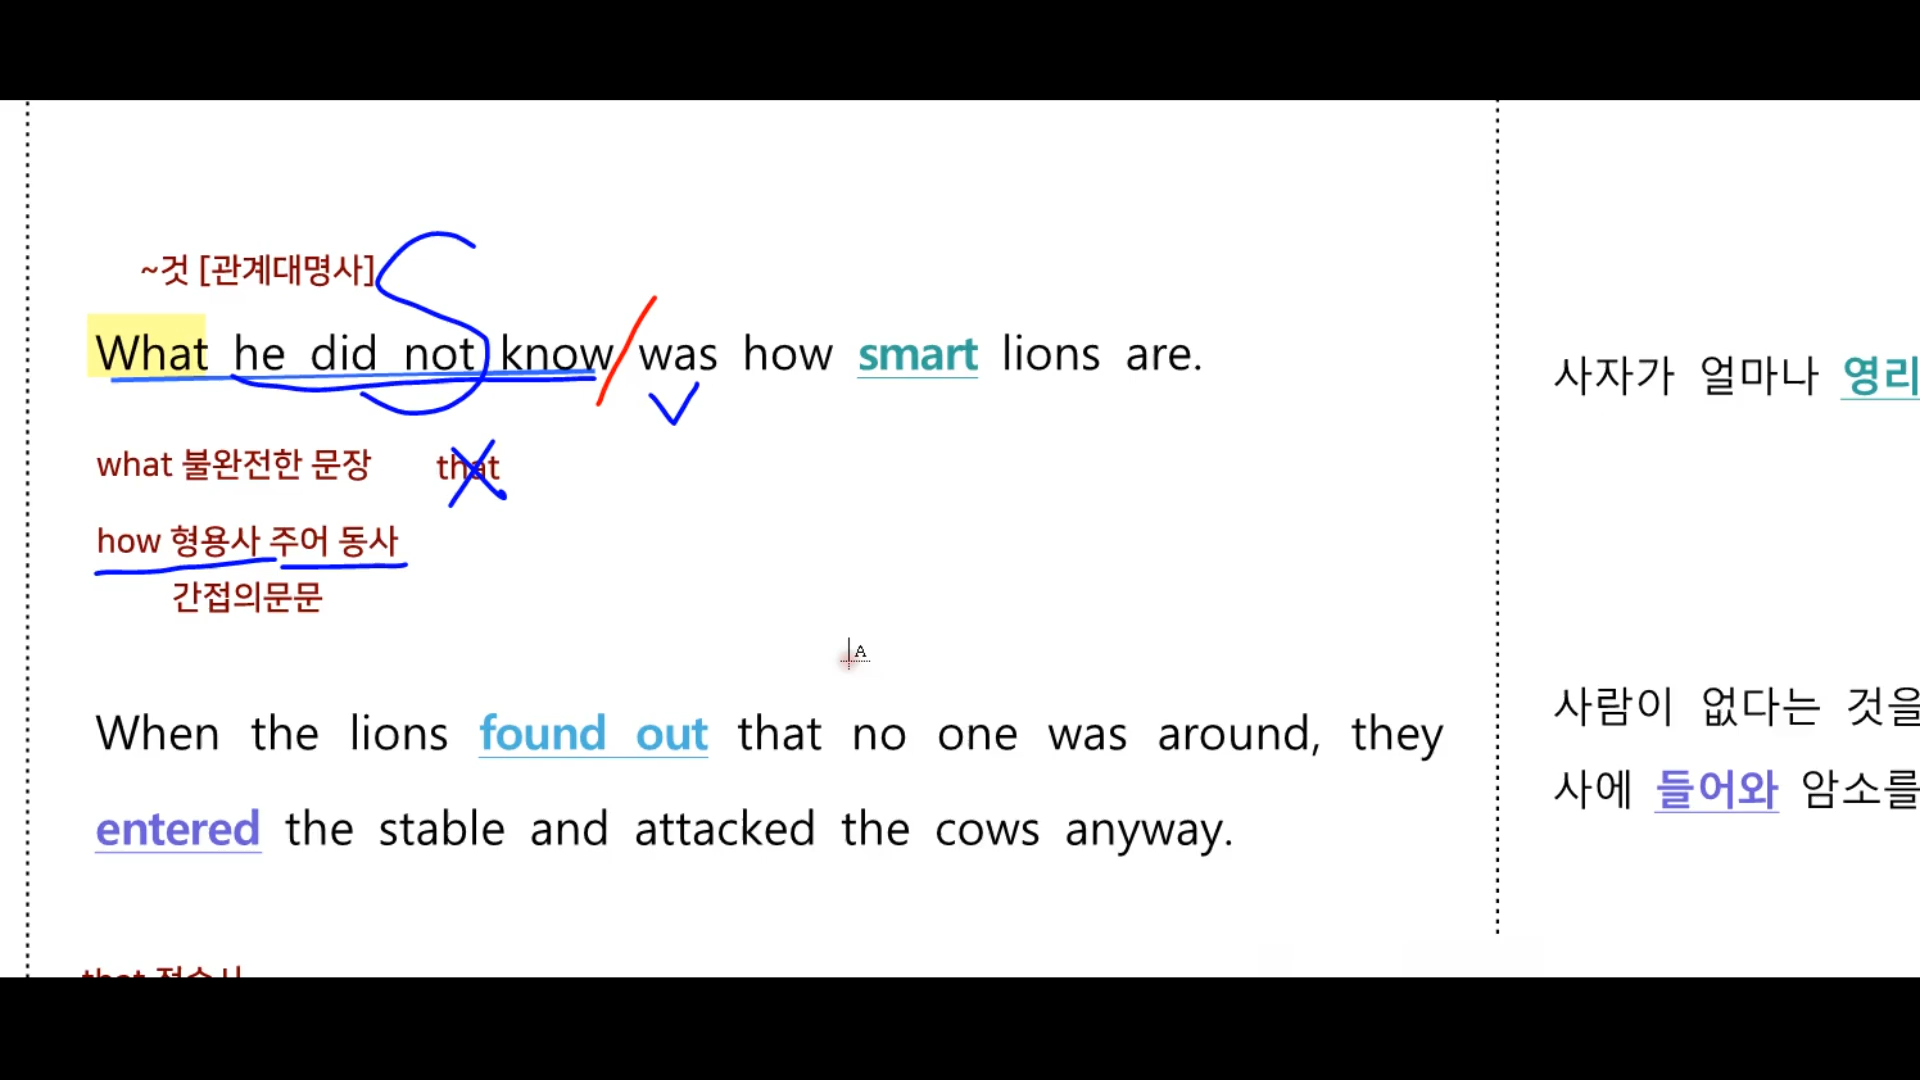 ~것 [관계대명사]
What he did not know was how smart lions are.
what 불완전한 문장 that
how 형용사 주어 동사
간접의문문
When the lions found out that no one was around, they
entered the stable and attacked the cows anyway.
사자가 얼마나 영리
사람이 없다는 것을
사에 들어와 암소를